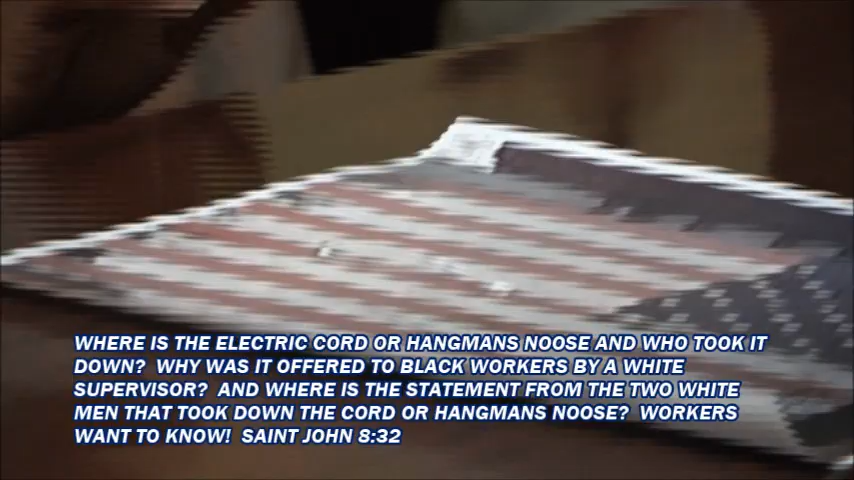 WHERE IS THE ELECTRIC CORD OR HANGMANS NOOSE AND WHO TOOK IT
DOWN?  WHY WAS IT OFFERED TO BLACK WORKERS BY A WHITE
SUPERVISOR?  AND WHERE IS THE STATEMENT FROM THE TWO WHITE
MEN THAT TOOK DOWN THE CORD OR HANGMANS NOOSE?  WORKERS
WANT TO KNOW!  SAINT JOHN 8:32